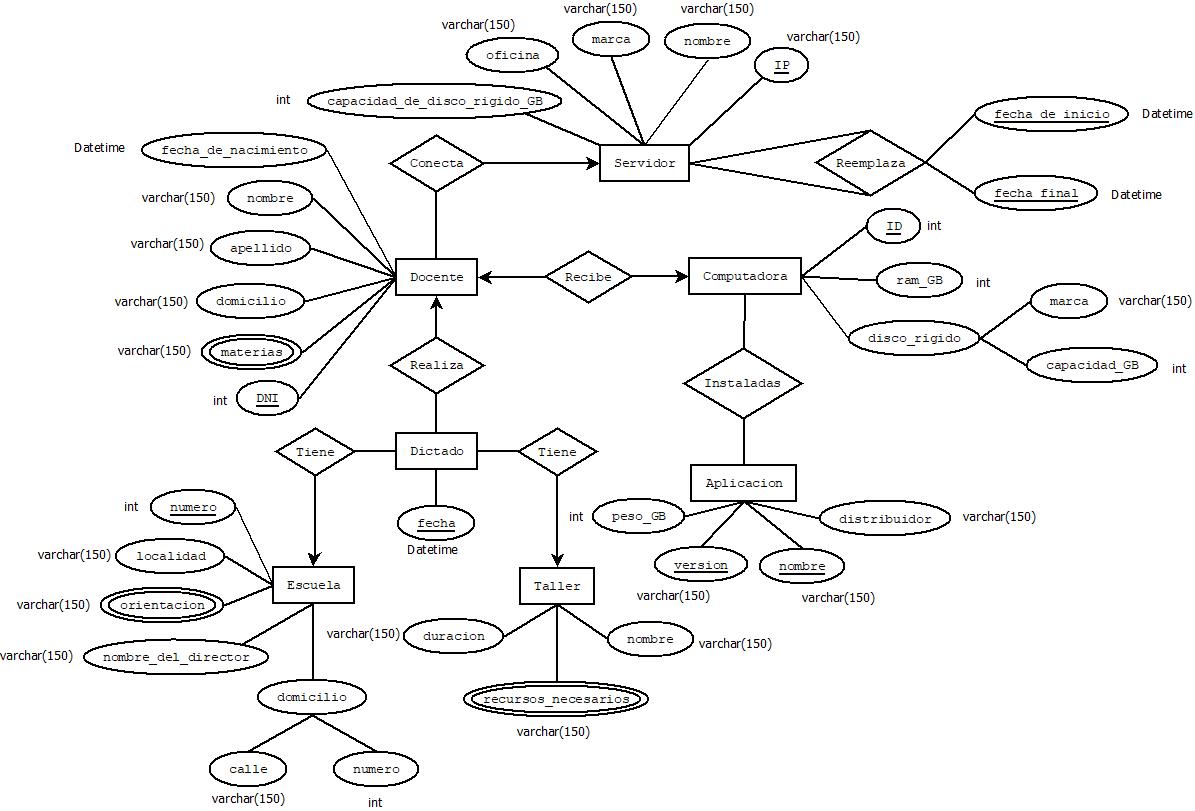 varchar(150)
varchar(150)
varchar(150)
varchar(150)
oficina
marca
nombre
IP
int
capacidad_de_disco_rigido_GB
fecha de inicio
Datetime
Datetime
fecha_de_nacimiento
Conecta
Servidor
Reemplaza
varchar(150)
nombre
fecha final
Datetime
varchar(150)
apellido
ID
int
Docente
Recibe
Computadora
ram_GB
int
varchar(150)
domicilio
marca
varchar(150)
varchar(150)
materias
Realiza
disco_rigido
capacidad_GB
int
int
DNI
Instaladas
Tiene
Dictado
Tiene
Aplicacion
int
numero
fecha
Datetime
int
peso_GB
distribuidor
varchar(150)
varchar(150)
localidad
version
varchar(150)
nombre
varchar(150)
Escuela
Taller
varchar(150)
orientacion
varchar(150)
duracion
nombre
varchar(150)
varchar(150)
nombre_del_director
domicilio
recursos_necesarios
varchar(150)
calle
varchar(150)
numero
int